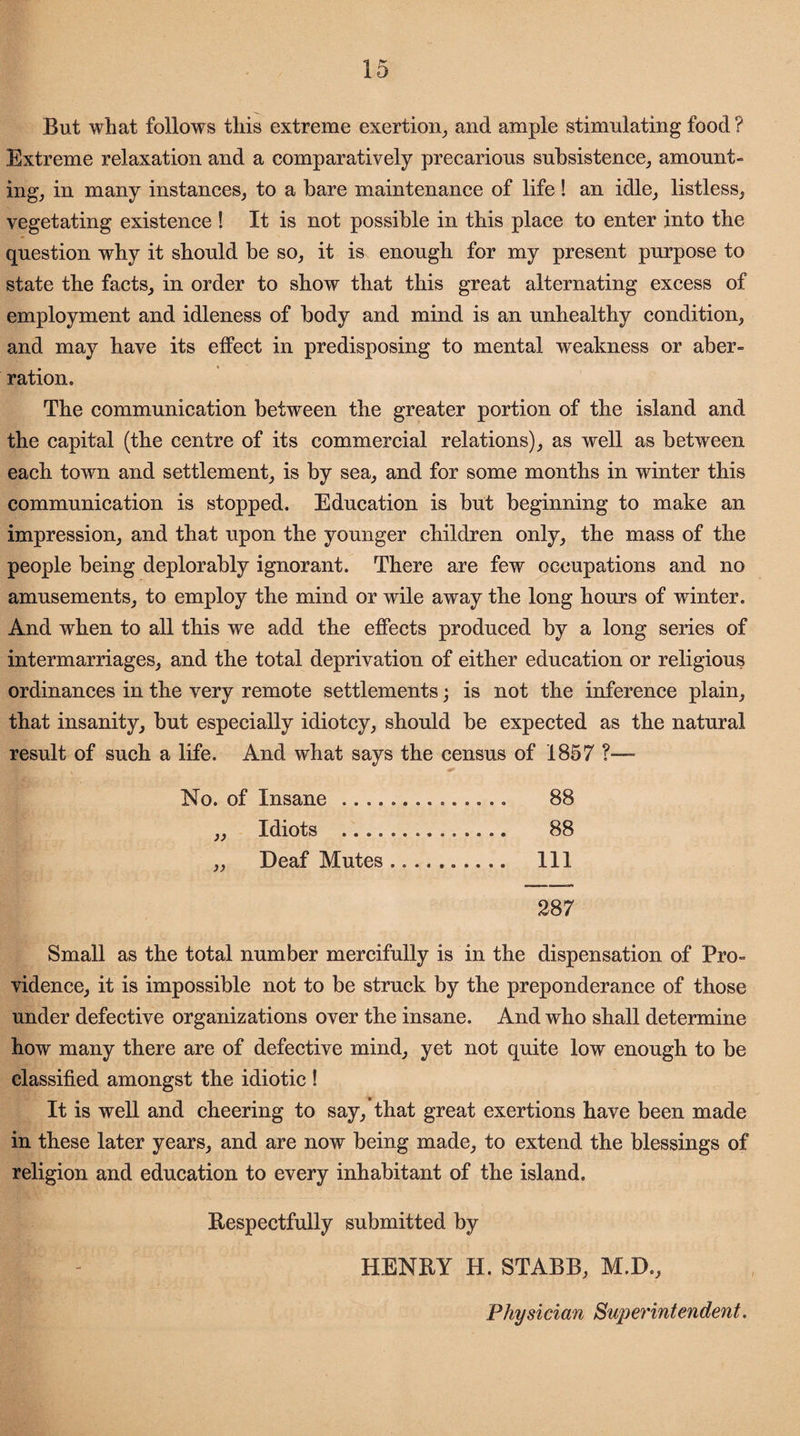 15
But what follows this extreme exertion, and ample stimulating food?
Extreme relaxation and a comparatively precarious subsistence, amount-
ing, in many instances, to a bare maintenance of life! an idle, listless,
vegetating existence! It is not possible in this place to enter into the
question why it should be so, it is enough for my present purpose to
state the facts, in order to show that this great alternating excess of
employment and idleness of body and mind is an unhealthy condition,
and may have its effect in predisposing to mental weakness or aber-
ration.
The communication between the greater portion of the island and
the capital (the centre of its commercial relations), as well as between
each town and settlement, is by sea, and for some months in winter this
communication is stopped. Education is but beginning to make an
impression, and that upon the younger children only, the mass of the
people being deplorably ignorant. There are few occupations and no
amusements, to employ the mind or wile away the long hours of winter.
And when to all this we add the effects produced by a long series of
intermarriages, and the total deprivation of either education or religious
ordinances in the very remote settlements; is not the inference plain,
that insanity, but especially idiotcy, should be expected as the natural
result of such a life. And what says the census of 1857 ?—
No. of Insane .............. 88
„ Idiots .............. 88
„ Deaf Mutes .......... 111
287
Small as the total number mercifully is in the dispensation of Pro-
vidence, it is impossible not to be struck by the preponderance of those
under defective organizations over the insane. And who shall determine
how many there are of defective mind, yet not quite low enough to be
classified amongst the idiotic!
It is well and cheering to say, that great exertions have been made
in these later years, and are now being made, to extend the blessings of
religion and education to every inhabitant of the island.
Respectfully submitted by
HENRY H. STABB, M.D.,
Physician Superintendent.